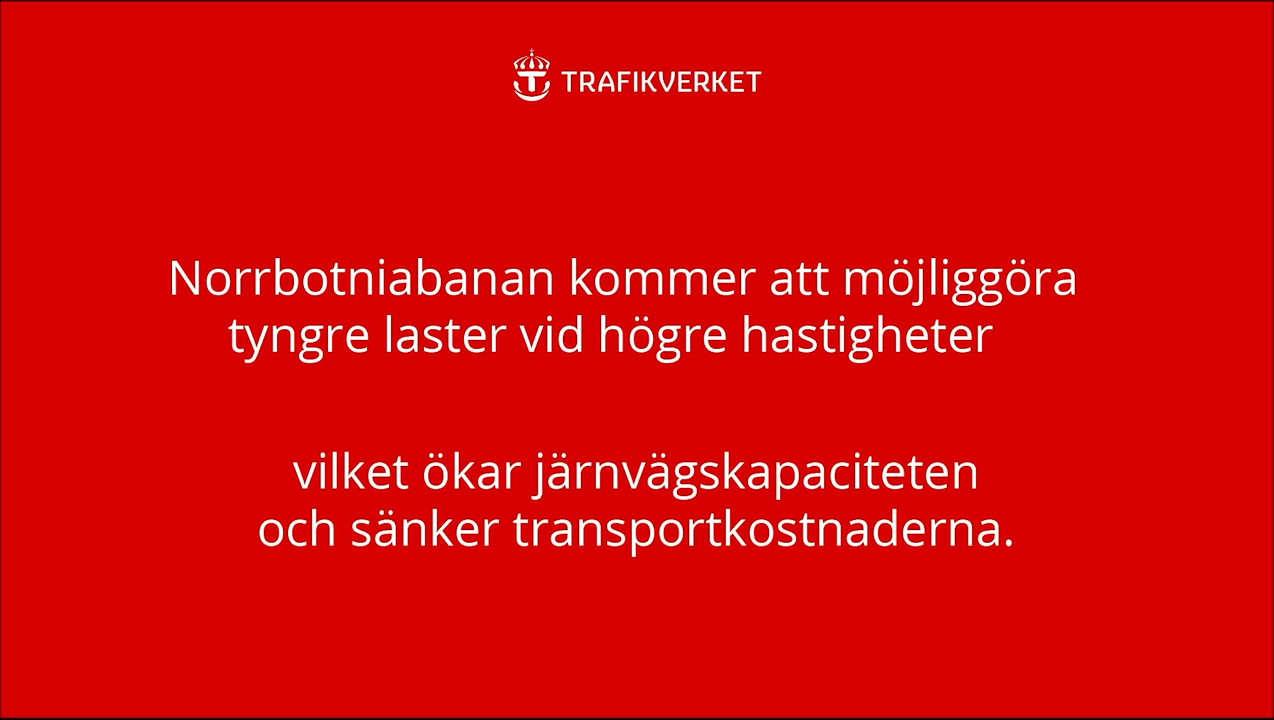 TRAFIKVERKET
Norrbotniabanan kommer att möjliggöra
tyngre laster vid högre hastigheter
vilket ökar järnvägskapaciteten
och sänker transportkostnaderna.